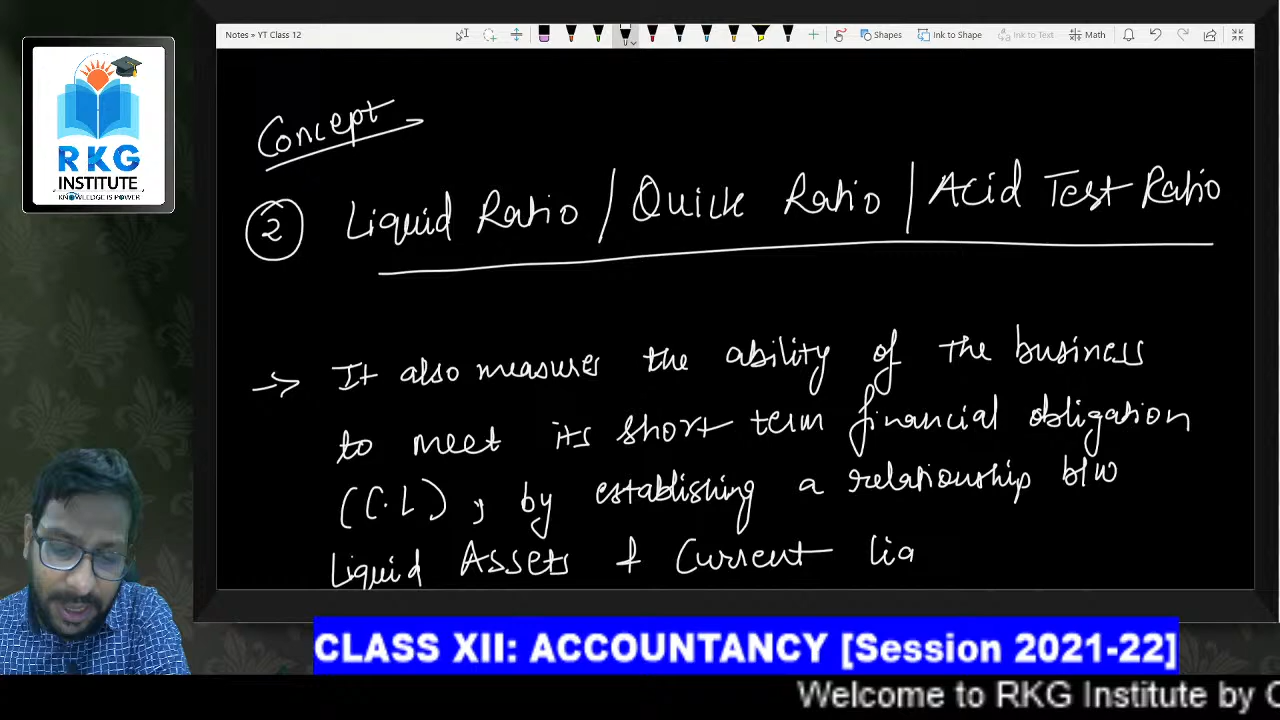 Notes » YT Class 12
Shapes
Ink to Shape
Ink to Text
Math
RKG
INSTITUTE
KNOWLEDGE IS POWER
Concept
2 Liquid Ratio / Quick Ratio / Acid Test Ratio
→ It also measures the ability of the business
to meet its short term financial obligation
(C.L), by establishing a relationship b/w
Liquid Assets & Current lia
CLASS XII: ACCOUNTANCY [Session 2021-22]
Welcome to RKG Institute by C